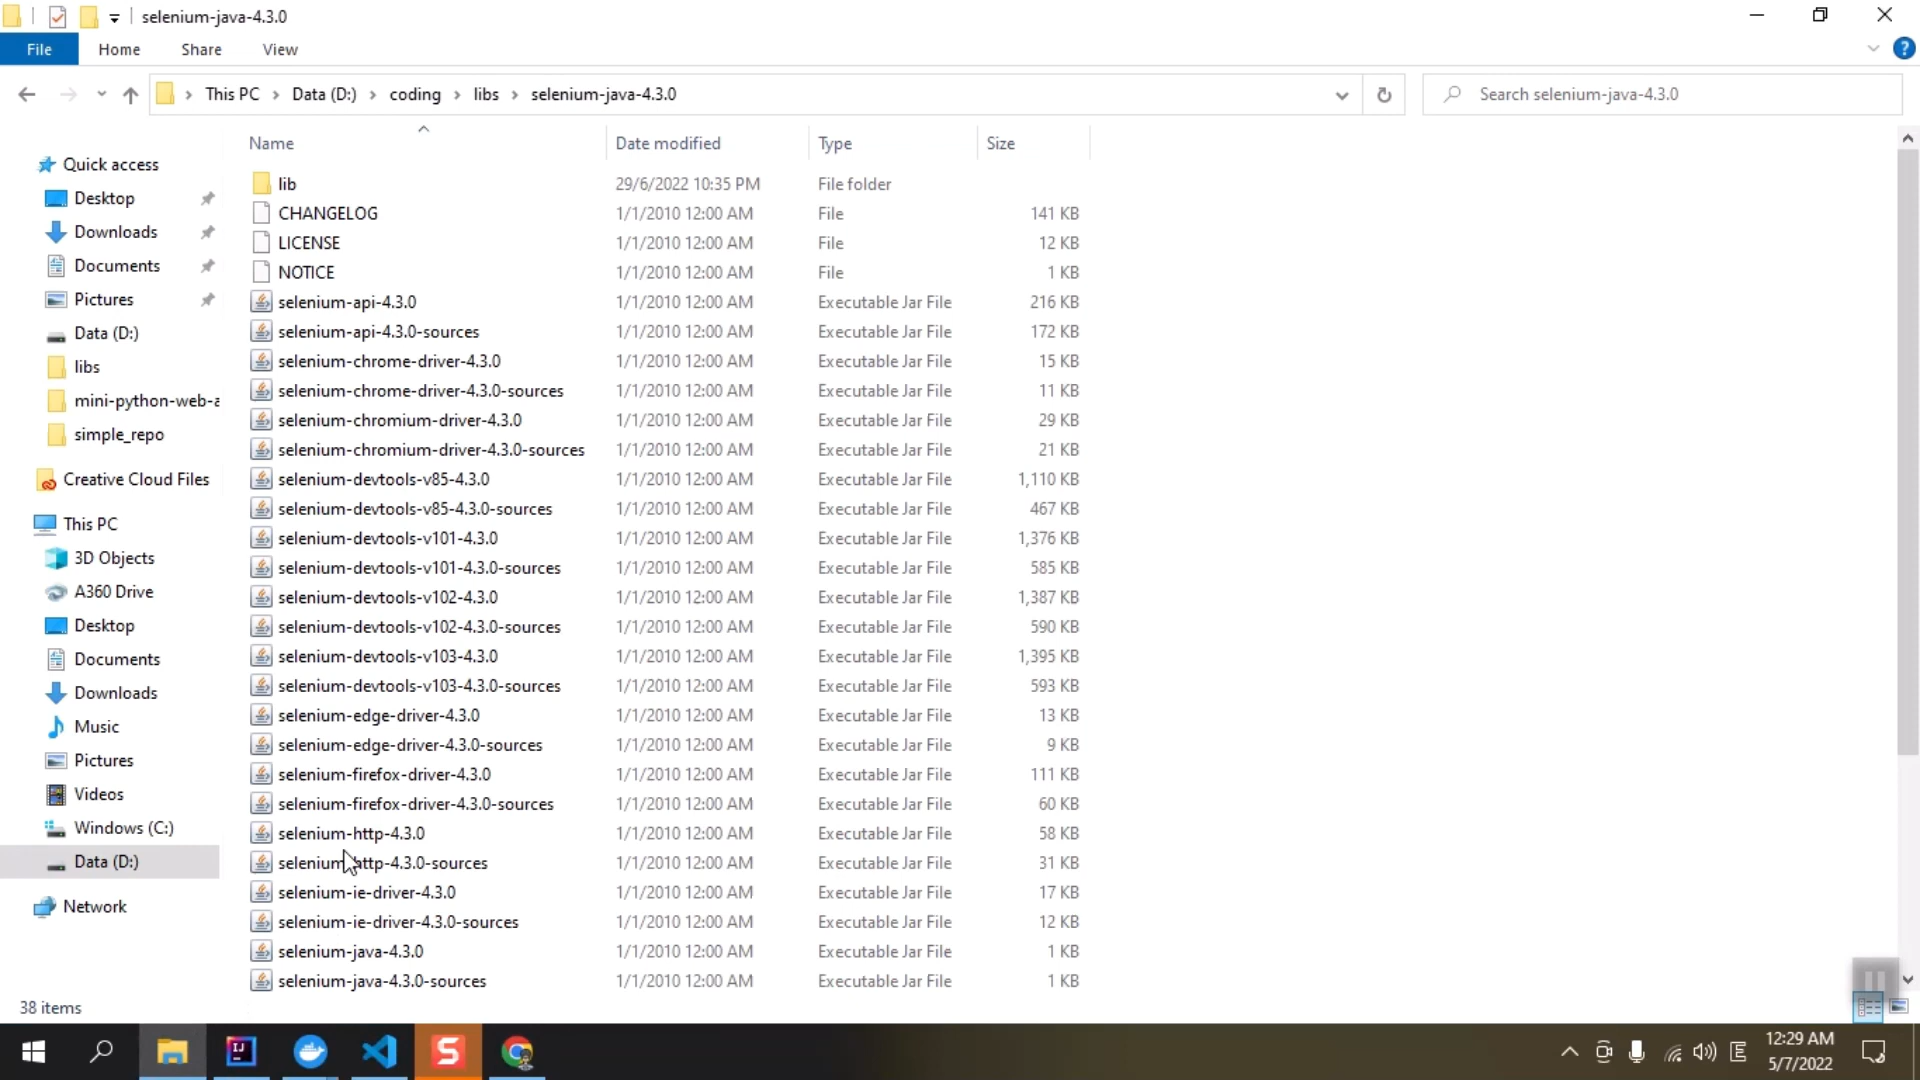 selenium-java-4.3.0
File Home Share View
This PC Data (D:) coding libs selenium-java-4.3.0
Search selenium-java-4.3.0
Name Date modified Type Size
Quick access
Desktop
Downloads
Documents
Pictures
Data (D:)
libs
mini-python-web-a
simple_repo
Creative Cloud Files
This PC
3D Objects
A360 Drive
Desktop
Documents
Downloads
Music
Pictures
Videos
Windows (C:)
Data (D:)
Network
lib 29/6/2022 10:35 PM File folder
CHANGELOG 1/1/2010 12:00 AM File 141 KB
LICENSE 1/1/2010 12:00 AM File 12 KB
NOTICE 1/1/2010 12:00 AM File 1 KB
selenium-api-4.3.0 1/1/2010 12:00 AM Executable Jar File 216 KB
selenium-api-4.3.0-sources 1/1/2010 12:00 AM Executable Jar File 172 KB
selenium-chrome-driver-4.3.0 1/1/2010 12:00 AM Executable Jar File 15 KB
selenium-chrome-driver-4.3.0-sources 1/1/2010 12:00 AM Executable Jar File 11 KB
selenium-chromium-driver-4.3.0 1/1/2010 12:00 AM Executable Jar File 29 KB
selenium-chromium-driver-4.3.0-sources 1/1/2010 12:00 AM Executable Jar File 21 KB
selenium-devtools-v85-4.3.0 1/1/2010 12:00 AM Executable Jar File 1,110 KB
selenium-devtools-v85-4.3.0-sources 1/1/2010 12:00 AM Executable Jar File 467 KB
selenium-devtools-v101-4.3.0 1/1/2010 12:00 AM Executable Jar File 1,376 KB
selenium-devtools-v101-4.3.0-sources 1/1/2010 12:00 AM Executable Jar File 585 KB
selenium-devtools-v102-4.3.0 1/1/2010 12:00 AM Executable Jar File 1,387 KB
selenium-devtools-v102-4.3.0-sources 1/1/2010 12:00 AM Executable Jar File 590 KB
selenium-devtools-v103-4.3.0 1/1/2010 12:00 AM Executable Jar File 1,395 KB
selenium-devtools-v103-4.3.0-sources 1/1/2010 12:00 AM Executable Jar File 593 KB
selenium-edge-driver-4.3.0 1/1/2010 12:00 AM Executable Jar File 13 KB
selenium-edge-driver-4.3.0-sources 1/1/2010 12:00 AM Executable Jar File 9 KB
selenium-firefox-driver-4.3.0 1/1/2010 12:00 AM Executable Jar File 111 KB
selenium-firefox-driver-4.3.0-sources 1/1/2010 12:00 AM Executable Jar File 60 KB
selenium-http-4.3.0 1/1/2010 12:00 AM Executable Jar File 58 KB
selenium-http-4.3.0-sources 1/1/2010 12:00 AM Executable Jar File 31 KB
selenium-ie-driver-4.3.0 1/1/2010 12:00 AM Executable Jar File 17 KB
selenium-ie-driver-4.3.0-sources 1/1/2010 12:00 AM Executable Jar File 12 KB
selenium-java-4.3.0 1/1/2010 12:00 AM Executable Jar File 1 KB
selenium-java-4.3.0-sources 1/1/2010 12:00 AM Executable Jar File 1 KB
38 items
12:29 AM
5/7/2022